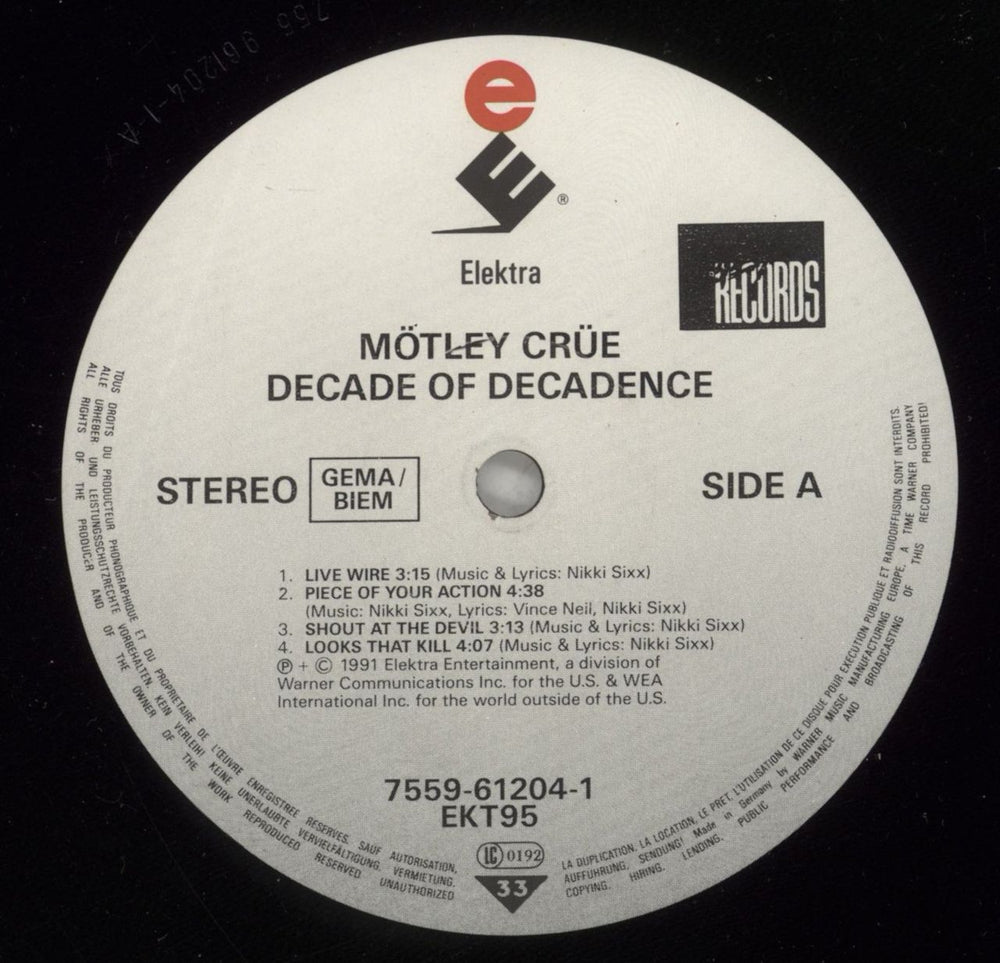 755 961204-1-A
e
E
®
Elektra
RECORDS
MÖTLEY CRÜE
DECADE OF DECADENCE
STEREO
GEMA/
BIEM
SIDE A
1. LIVE WIRE 3:15 (Music & Lyrics: Nikki Sixx)
2. PIECE OF YOUR ACTION 4:38
(Music: Nikki Sixx, Lyrics: Vince Neil, Nikki Sixx)
3. SHOUT AT THE DEVIL 3:13 (Music & Lyrics: Nikki Sixx)
4. LOOKS THAT KILL 4:07 (Music & Lyrics: Nikki Sixx)
Ⓟ + © 1991 Elektra Entertainment, a division of
Warner Communications Inc. for the U.S. & WEA
International Inc. for the world outside of the U.S.
7559-61204-1
EKT95
LC 0192
33
TOUS DROITS DU PRODUCTEUR PHONOGRAPHIQUE ET DU PROPRIETAIRE DE L'ŒUVRE ENREGISTREE RESERVES. SAUF AUTORISATION, LA DUPLICATION, LA LOCATION, LE PRET, L'UTILISATION DE CE DISQUE POUR EXECUTION PUBLIQUE ET RADIODIFFUSION SONT INTERDITS.
ALLE URHEBER UND LEISTUNGSSCHUTZRECHTE VORBEHALTEN. KEIN VERLEIH! KEINE UNERLAUBTE VERVIELFÄLTIGUNG, VERMIETUNG, AUFFÜHRUNG, SENDUNG! Made in Germany by WARNER MUSIC MANUFACTURING EUROPE, A TIME WARNER COMPANY
ALL RIGHTS OF THE PRODUCER AND OF THE OWNER OF THE WORK REPRODUCED RESERVED UNAUTHORIZED COPYING. HIRING. LENDING. PUBLIC PERFORMANCE AND BROADCASTING OF THIS RECORD PROHIBITED!